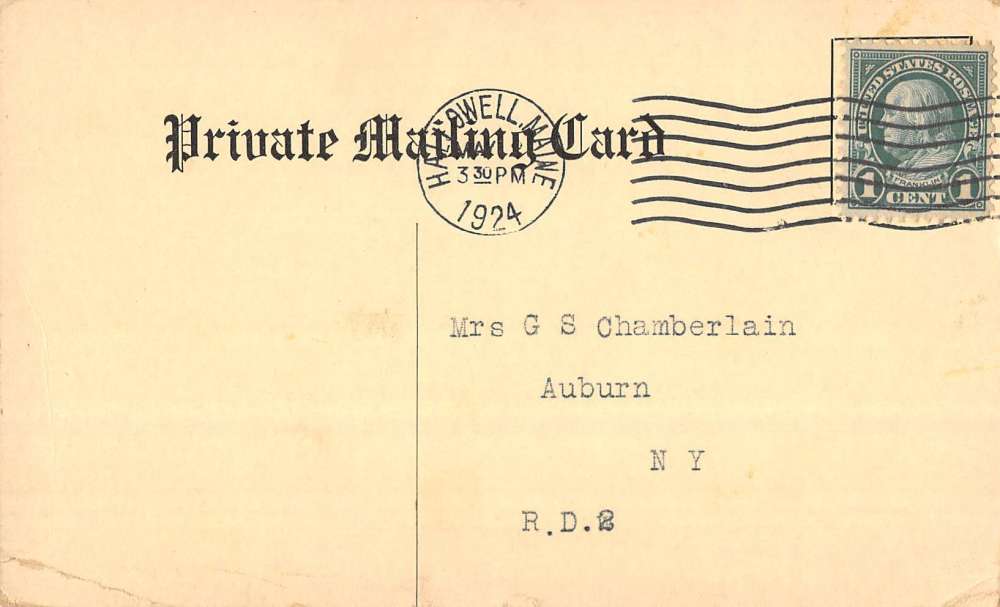 Private Mailing Card
HALLOWELL, MAINE
3 30 PM
1924
UNITED STATES POSTAGE
FRANKLIN
1 CENT 1
Mrs G S Chamberlain
Auburn
N Y
R.D.2